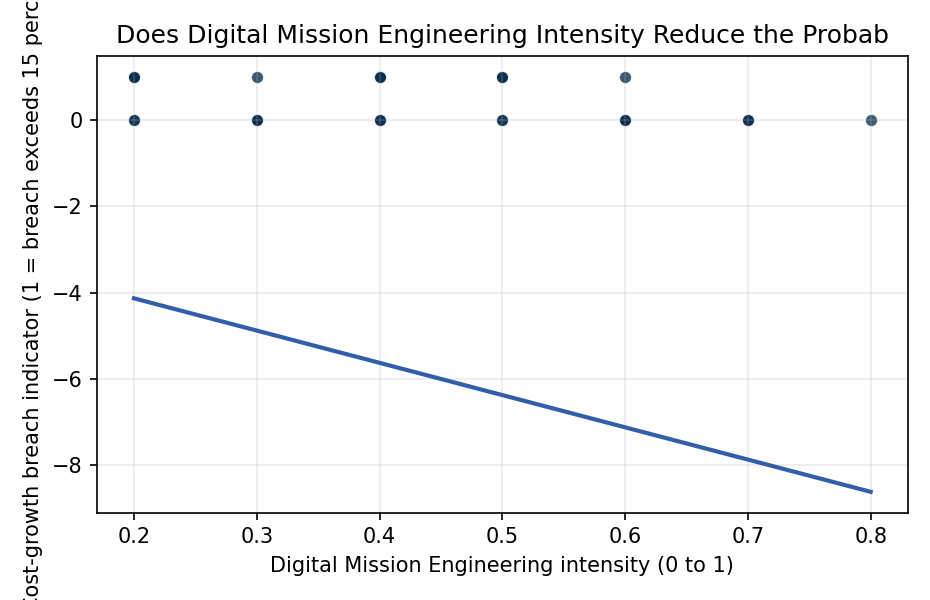 Does Digital Mission Engineering Intensity Reduce the Probab
Cost-growth breach indicator (1 = breach exceeds 15 perc
0
−2
−4
−6
−8
0.2 0.3 0.4 0.5 0.6 0.7 0.8
Digital Mission Engineering intensity (0 to 1)